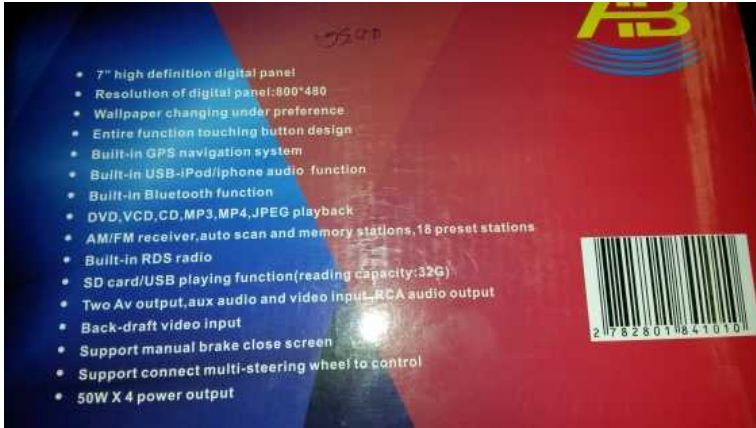 AB
7" high definition digital panel
Resolution of digital panel:800*480
Wallpaper changing under preference
Entire function touching button design
Built-in GPS navigation system
Built-in USB-iPod/iphone audio function
Built-in Bluetooth function
DVD,VCD,CD,MP3,MP4,JPEG playback
AM/FM receiver,auto scan and memory stations,18 preset stations
Built-in RDS radio
SD card/USB playing function(reading capacity:32G)
Two Av output,aux audio and video input,RCA audio output
Back-draft video input
Support manual brake close screen
Support connect multi-steering wheel to control
50W X 4 power output
2 782801 841010